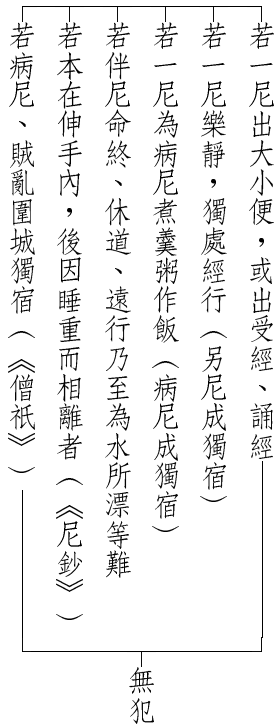 若一尼出大小便，或出受經、誦經
若一尼樂靜，獨處經行（另尼成獨宿）
若一尼為病尼煮羹粥作飯（病尼成獨宿）
若伴尼命終、休道、遠行乃至為水所漂等難
若本在伸手內，後因睡重而相離者（《尼鈔》）
若病尼、賊亂圍城獨宿（《僧祇》）
無犯